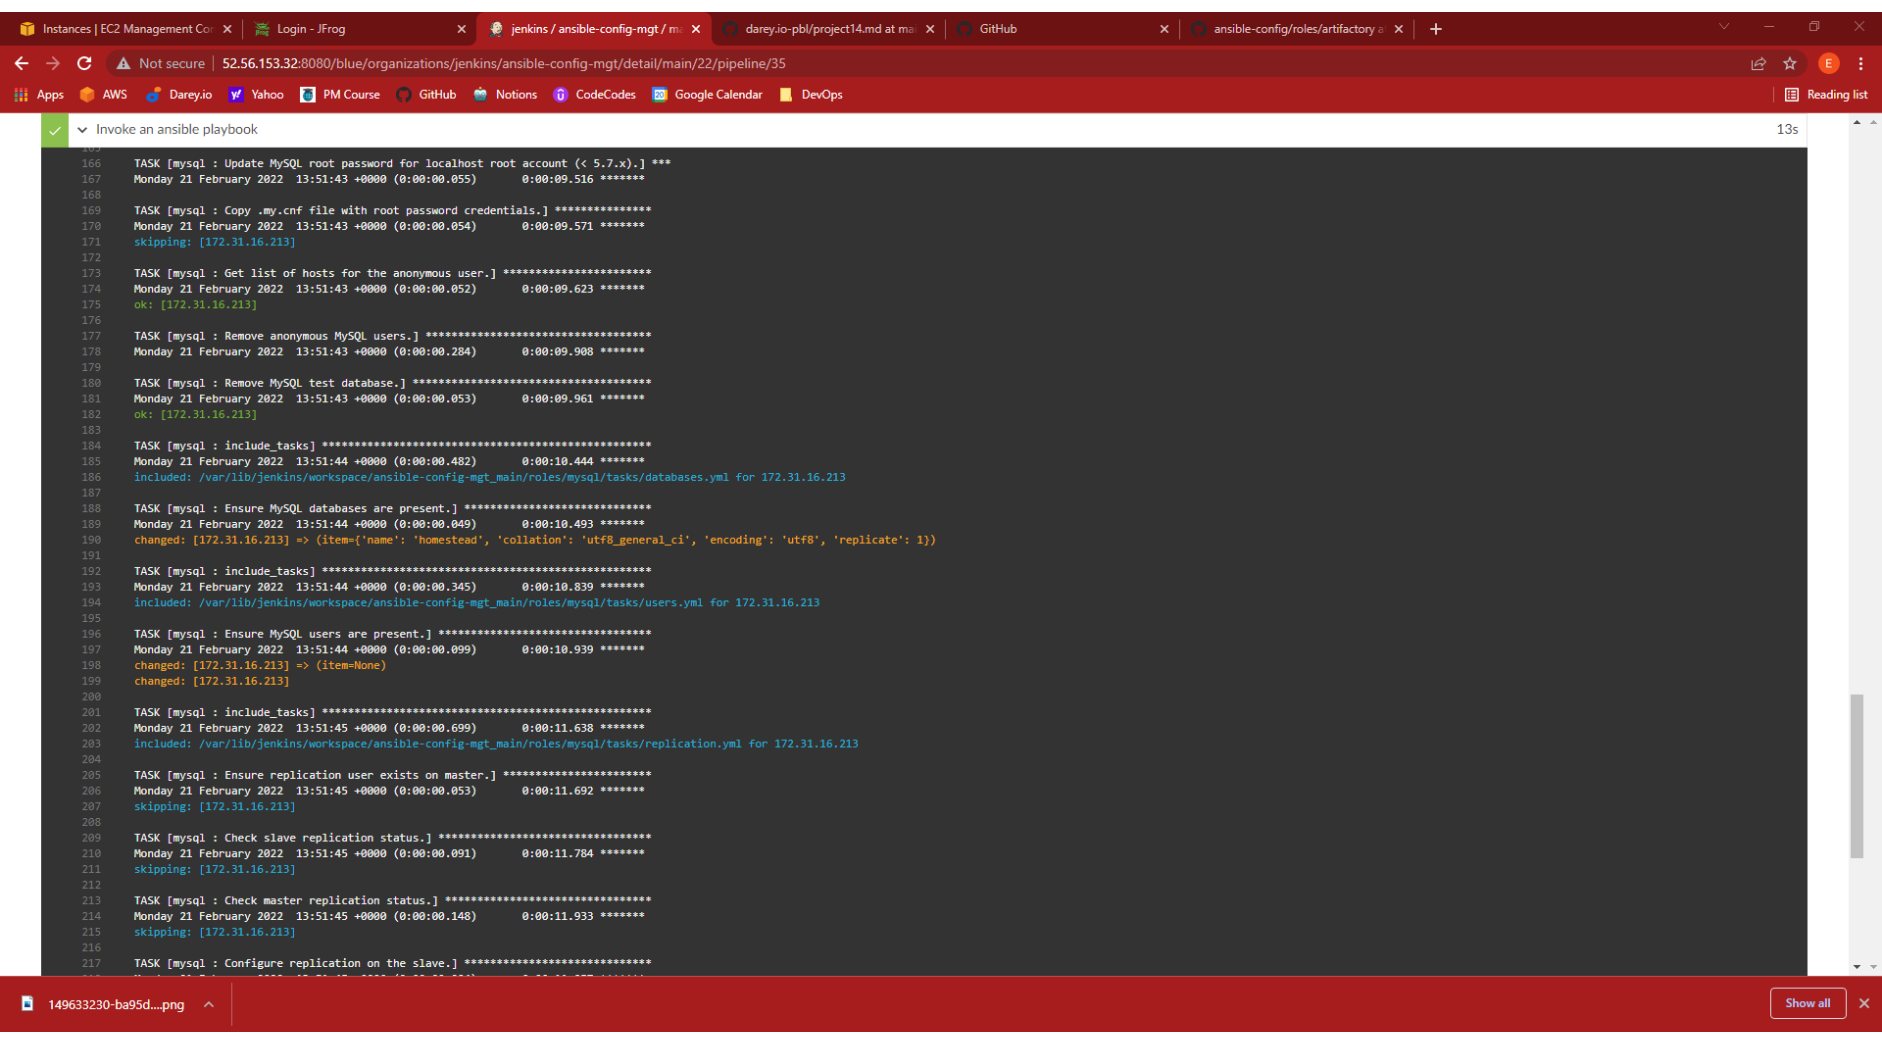 Instances | EC2 Management Con
Login - JFrog
jenkins / ansible-config-mgt / ma
darey.io-pbl/project14.md at mai
GitHub
ansible-config/roles/artifactory a
Not secure | 52.56.153.32:8080/blue/organizations/jenkins/ansible-config-mgt/detail/main/22/pipeline/35
E
Apps AWS Darey.io Yahoo PM Course GitHub Notions CodeCodes Google Calendar DevOps Reading list
Invoke an ansible playbook 13s
165
166 TASK [mysql : Update MySQL root password for localhost root account (< 5.7.x).] ***
167 Monday 21 February 2022  13:51:43 +0000 (0:00:00.055)       0:00:09.516 *******
168
169 TASK [mysql : Copy .my.cnf file with root password credentials.] ***************
170 Monday 21 February 2022  13:51:43 +0000 (0:00:00.054)       0:00:09.571 *******
171 skipping: [172.31.16.213]
172
173 TASK [mysql : Get list of hosts for the anonymous user.] ***********************
174 Monday 21 February 2022  13:51:43 +0000 (0:00:00.052)       0:00:09.623 *******
175 ok: [172.31.16.213]
176
177 TASK [mysql : Remove anonymous MySQL users.] ***********************************
178 Monday 21 February 2022  13:51:43 +0000 (0:00:00.284)       0:00:09.908 *******
179
180 TASK [mysql : Remove MySQL test database.] *************************************
181 Monday 21 February 2022  13:51:43 +0000 (0:00:00.053)       0:00:09.961 *******
182 ok: [172.31.16.213]
183
184 TASK [mysql : include_tasks] ***************************************************
185 Monday 21 February 2022  13:51:44 +0000 (0:00:00.482)       0:00:10.444 *******
186 included: /var/lib/jenkins/workspace/ansible-config-mgt_main/roles/mysql/tasks/databases.yml for 172.31.16.213
187
188 TASK [mysql : Ensure MySQL databases are present.] *****************************
189 Monday 21 February 2022  13:51:44 +0000 (0:00:00.049)       0:00:10.493 *******
190 changed: [172.31.16.213] => (item={'name': 'homestead', 'collation': 'utf8_general_ci', 'encoding': 'utf8', 'replicate': 1})
191
192 TASK [mysql : include_tasks] ***************************************************
193 Monday 21 February 2022  13:51:44 +0000 (0:00:00.345)       0:00:10.839 *******
194 included: /var/lib/jenkins/workspace/ansible-config-mgt_main/roles/mysql/tasks/users.yml for 172.31.16.213
195
196 TASK [mysql : Ensure MySQL users are present.] *********************************
197 Monday 21 February 2022  13:51:44 +0000 (0:00:00.099)       0:00:10.939 *******
198 changed: [172.31.16.213] => (item=None)
199 changed: [172.31.16.213]
200
201 TASK [mysql : include_tasks] ***************************************************
202 Monday 21 February 2022  13:51:45 +0000 (0:00:00.699)       0:00:11.638 *******
203 included: /var/lib/jenkins/workspace/ansible-config-mgt_main/roles/mysql/tasks/replication.yml for 172.31.16.213
204
205 TASK [mysql : Ensure replication user exists on master.] ***********************
206 Monday 21 February 2022  13:51:45 +0000 (0:00:00.053)       0:00:11.692 *******
207 skipping: [172.31.16.213]
208
209 TASK [mysql : Check slave replication status.] *********************************
210 Monday 21 February 2022  13:51:45 +0000 (0:00:00.091)       0:00:11.784 *******
211 skipping: [172.31.16.213]
212
213 TASK [mysql : Check master replication status.] ********************************
214 Monday 21 February 2022  13:51:45 +0000 (0:00:00.148)       0:00:11.933 *******
215 skipping: [172.31.16.213]
216
217 TASK [mysql : Configure replication on the slave.] *****************************
149633230-ba95d....png
Show all